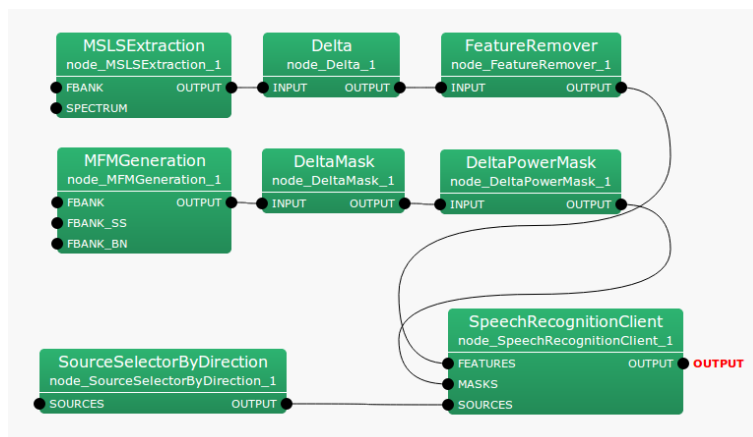 MSLSExtraction
node_MSLSExtraction_1
FBANK OUTPUT
SPECTRUM
Delta
node_Delta_1
INPUT OUTPUT
FeatureRemover
node_FeatureRemover_1
INPUT OUTPUT
MFMGeneration
node_MFMGeneration_1
FBANK OUTPUT
FBANK_SS
FBANK_BN
DeltaMask
node_DeltaMask_1
INPUT OUTPUT
DeltaPowerMask
node_DeltaPowerMask_1
INPUT OUTPUT
SpeechRecognitionClient
node_SpeechRecognitionClient_1
FEATURES OUTPUT OUTPUT
MASKS
SOURCES
SourceSelectorByDirection
node_SourceSelectorByDirection_1
SOURCES OUTPUT